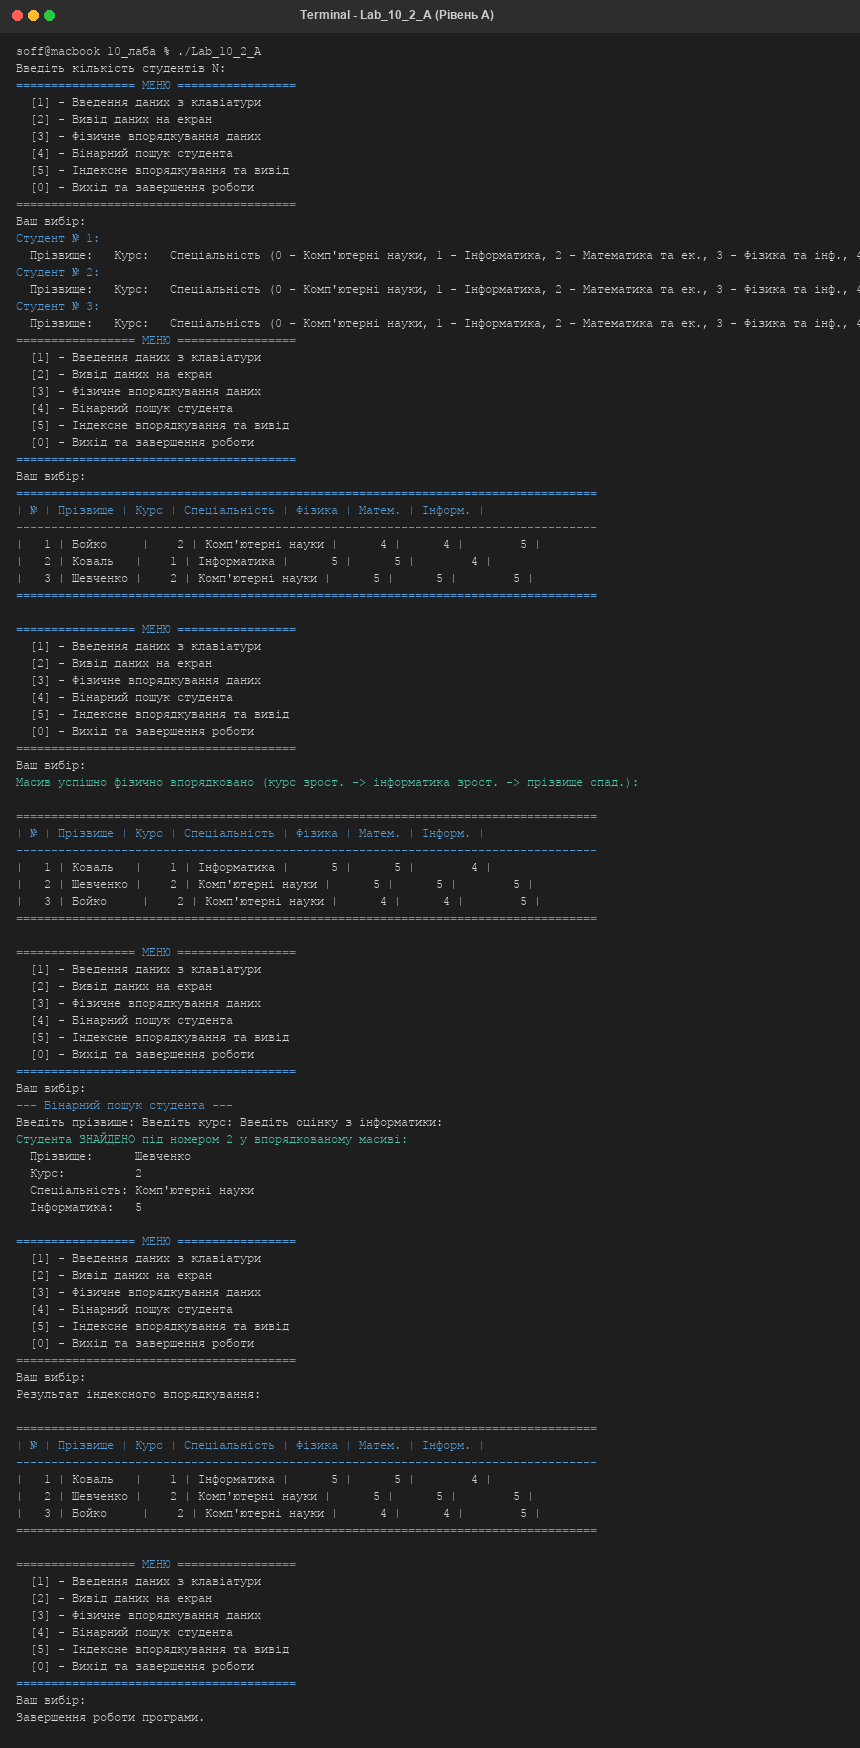 Terminal - Lab_10_2_A (Рівень A)
soff@macbook 10_лаба % ./Lab_10_2_A
Введіть кількість студентів N:
================= МЕНЮ =================
[1] - Введення даних з клавіатури
[2] - Вивід даних на екран
[3] - Фізичне впорядкування даних
[4] - Бінарний пошук студента
[5] - Індексне впорядкування та вивід
[0] - Вихід та завершення роботи
========================================
Ваш вибір:
Студент № 1:
Прізвище:   Курс:   Спеціальність (0 - Комп'ютерні науки, 1 - Інформатика, 2 - Математика та ек., 3 - Фізика та інф., 4
Студент № 2:
Прізвище:   Курс:   Спеціальність (0 - Комп'ютерні науки, 1 - Інформатика, 2 - Математика та ек., 3 - Фізика та інф., 4
Студент № 3:
Прізвище:   Курс:   Спеціальність (0 - Комп'ютерні науки, 1 - Інформатика, 2 - Математика та ек., 3 - Фізика та інф., 4
================= МЕНЮ =================
[1] - Введення даних з клавіатури
[2] - Вивід даних на екран
[3] - Фізичне впорядкування даних
[4] - Бінарний пошук студента
[5] - Індексне впорядкування та вивід
[0] - Вихід та завершення роботи
========================================
Ваш вибір:
===================================================================================
| № | Прізвище | Курс | Спеціальність | Фізика | Матем. | Інформ. |
-----------------------------------------------------------------------------------
|   1 | Бойко     |    2 | Комп'ютерні науки |      4 |      4 |        5 |
|   2 | Коваль   |    1 | Інформатика |      5 |      5 |        4 |
|   3 | Шевченко |    2 | Комп'ютерні науки |      5 |      5 |        5 |
===================================================================================
================= МЕНЮ =================
[1] - Введення даних з клавіатури
[2] - Вивід даних на екран
[3] - Фізичне впорядкування даних
[4] - Бінарний пошук студента
[5] - Індексне впорядкування та вивід
[0] - Вихід та завершення роботи
========================================
Ваш вибір:
Масив успішно фізично впорядковано (курс зрост. -> інформатика зрост. -> прізвище спад.):
===================================================================================
| № | Прізвище | Курс | Спеціальність | Фізика | Матем. | Інформ. |
-----------------------------------------------------------------------------------
|   1 | Коваль   |    1 | Інформатика |      5 |      5 |        4 |
|   2 | Шевченко |    2 | Комп'ютерні науки |      5 |      5 |        5 |
|   3 | Бойко     |    2 | Комп'ютерні науки |      4 |      4 |        5 |
===================================================================================
================= МЕНЮ =================
[1] - Введення даних з клавіатури
[2] - Вивід даних на екран
[3] - Фізичне впорядкування даних
[4] - Бінарний пошук студента
[5] - Індексне впорядкування та вивід
[0] - Вихід та завершення роботи
========================================
Ваш вибір:
--- Бінарний пошук студента ---
Введіть прізвище: Введіть курс: Введіть оцінку з інформатики:
Студента ЗНАЙДЕНО під номером 2 у впорядкованому масиві:
Прізвище:      Шевченко
Курс:          2
Спеціальність: Комп'ютерні науки
Інформатика:   5
================= МЕНЮ =================
[1] - Введення даних з клавіатури
[2] - Вивід даних на екран
[3] - Фізичне впорядкування даних
[4] - Бінарний пошук студента
[5] - Індексне впорядкування та вивід
[0] - Вихід та завершення роботи
========================================
Ваш вибір:
Результат індексного впорядкування:
===================================================================================
| № | Прізвище | Курс | Спеціальність | Фізика | Матем. | Інформ. |
-----------------------------------------------------------------------------------
|   1 | Коваль   |    1 | Інформатика |      5 |      5 |        4 |
|   2 | Шевченко |    2 | Комп'ютерні науки |      5 |      5 |        5 |
|   3 | Бойко     |    2 | Комп'ютерні науки |      4 |      4 |        5 |
===================================================================================
================= МЕНЮ =================
[1] - Введення даних з клавіатури
[2] - Вивід даних на екран
[3] - Фізичне впорядкування даних
[4] - Бінарний пошук студента
[5] - Індексне впорядкування та вивід
[0] - Вихід та завершення роботи
========================================
Ваш вибір:
Завершення роботи програми.